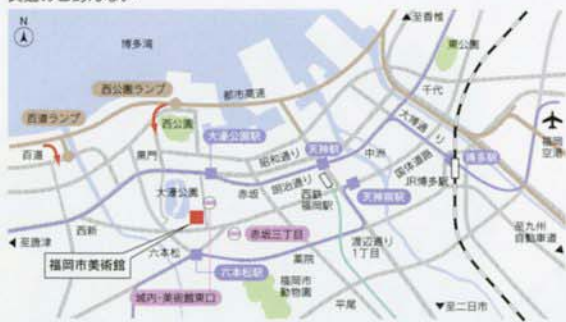 N
博多湾
▲至香椎
東公園
西公園ランプ
都市高速
千代
百道ランプ
西公園
大濠公園駅
昭和通り
天神駅
中洲
大博通り
博多駅
福岡空港
百道
黒門
国体道路
JR博多駅
大濠公園
赤坂
明治通り
西鉄福岡駅
天神南駅
西新
赤坂三丁目
渡辺通り1丁目
至九州自動車道
◀至唐津
六本松
薬院
福岡市美術館
六本松駅
福岡市動物園
城内・美術館東口
平尾
▼至二日市